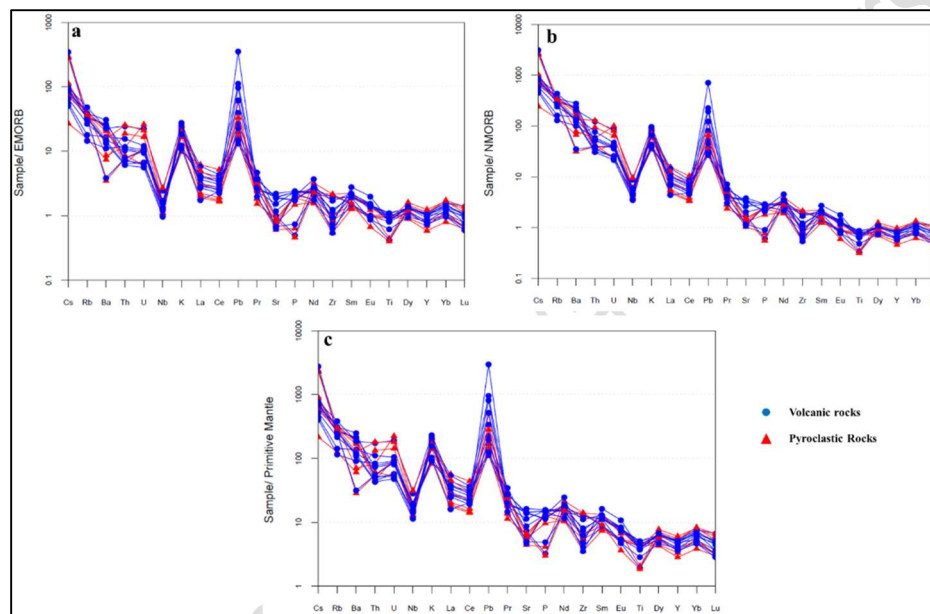 a
Sample/ EMORB
1000
100
10
1
0.1
Cs Rb Ba Th U Nb K La Ce Pb Pr Sr P Nd Zr Sm Eu Ti Dy Y Yb Lu
b
Sample/ NMORB
10000
1000
100
10
1
0.1
Cs Rb Ba Th U Nb K La Ce Pb Pr Sr P Nd Zr Sm Eu Ti Dy Y Yb
c
Sample/ Primitive Mantle
10000
1000
100
10
1
Cs Rb Ba Th U Nb K La Ce Pb Pr Sr P Nd Zr Sm Eu Ti Dy Y Yb Lu
Volcanic rocks
Pyroclastic Rocks